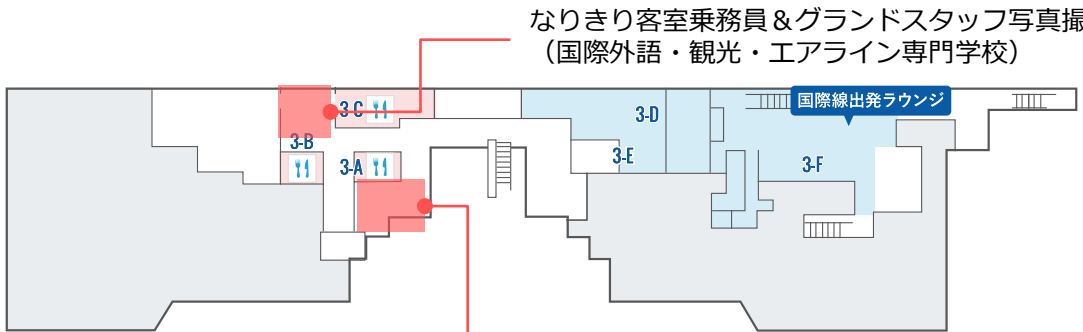 なりきり客室乗務員&グランドスタッフ写真撮
（国際外語・観光・エアライン専門学校）
3-C
国際線出発ラウンジ
3-D
3-B
3-E
3-A
3-F